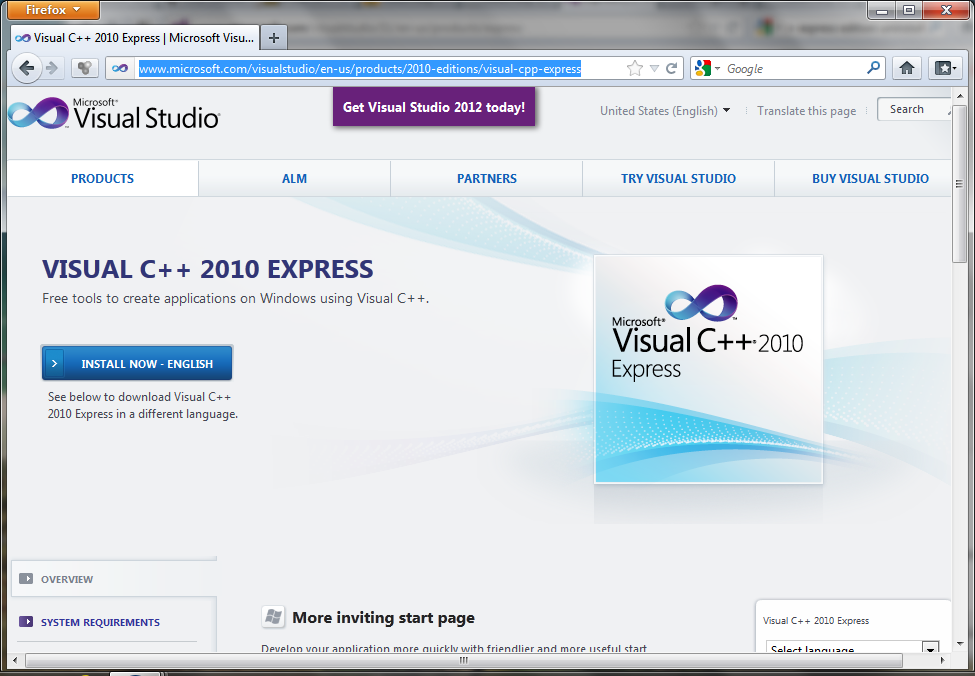 Firefox
Visual C++ 2010 Express | Microsoft Visu...
www.microsoft.com/visualstudio/en-us/products/2010-editions/visual-cpp-express
Google
Microsoft®
Visual Studio®
Get Visual Studio 2012 today!
United States (English)
Translate this page
Search
PRODUCTS
ALM
PARTNERS
TRY VISUAL STUDIO
BUY VISUAL STUDIO
VISUAL C++ 2010 EXPRESS
Free tools to create applications on Windows using Visual C++.
INSTALL NOW - ENGLISH
See below to download Visual C++
2010 Express in a different language.
Microsoft®
Visual C++® 2010
Express
OVERVIEW
SYSTEM REQUIREMENTS
More inviting start page
Develop your application more quickly with friendlier and more useful start
Visual C++ 2010 Express
Select language